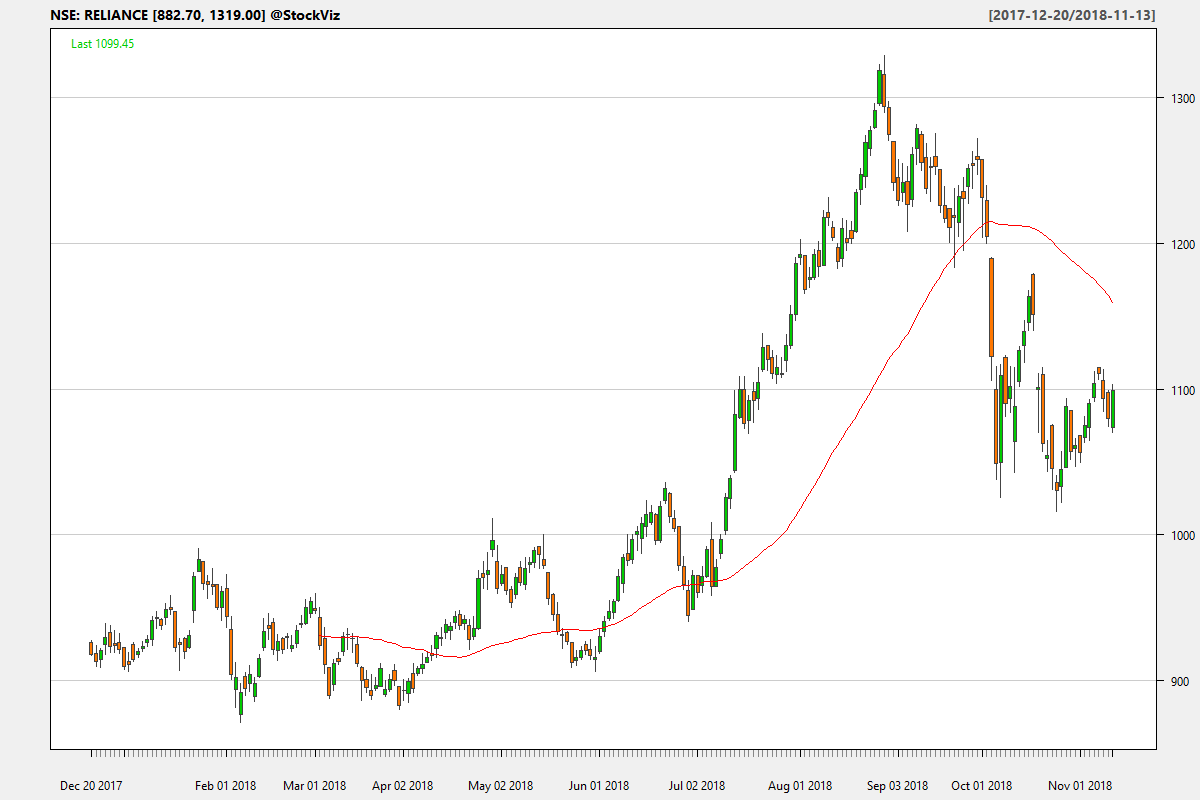 NSE: RELIANCE [882.70, 1319.00] @StockViz
[2017-12-20/2018-11-13]
Last 1099.45
1300
1200
1100
1000
900
Dec 20 2017
Feb 01 2018
Mar 01 2018
Apr 02 2018
May 02 2018
Jun 01 2018
Jul 02 2018
Aug 01 2018
Sep 03 2018
Oct 01 2018
Nov 01 2018